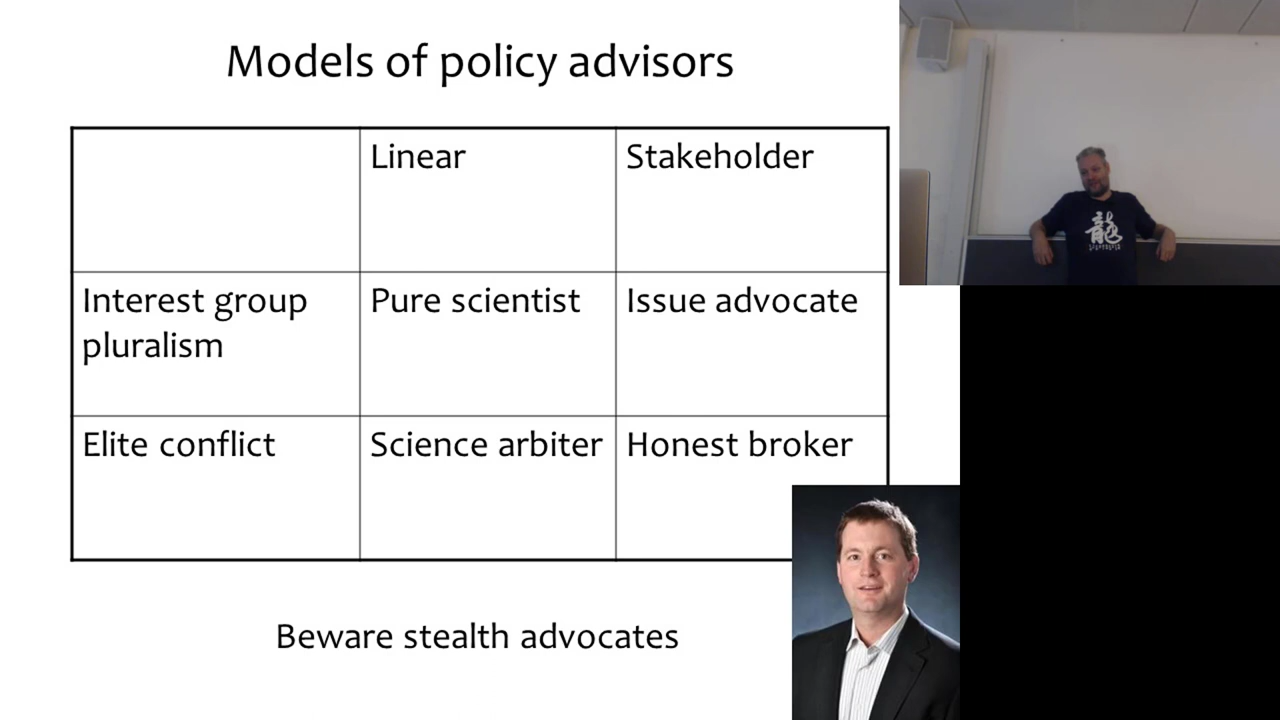 Models of policy advisors
Linear
Stakeholder
Interest group
pluralism
Pure scientist
Issue advocate
Elite conflict
Science arbiter
Honest broker
Beware stealth advocates
龍